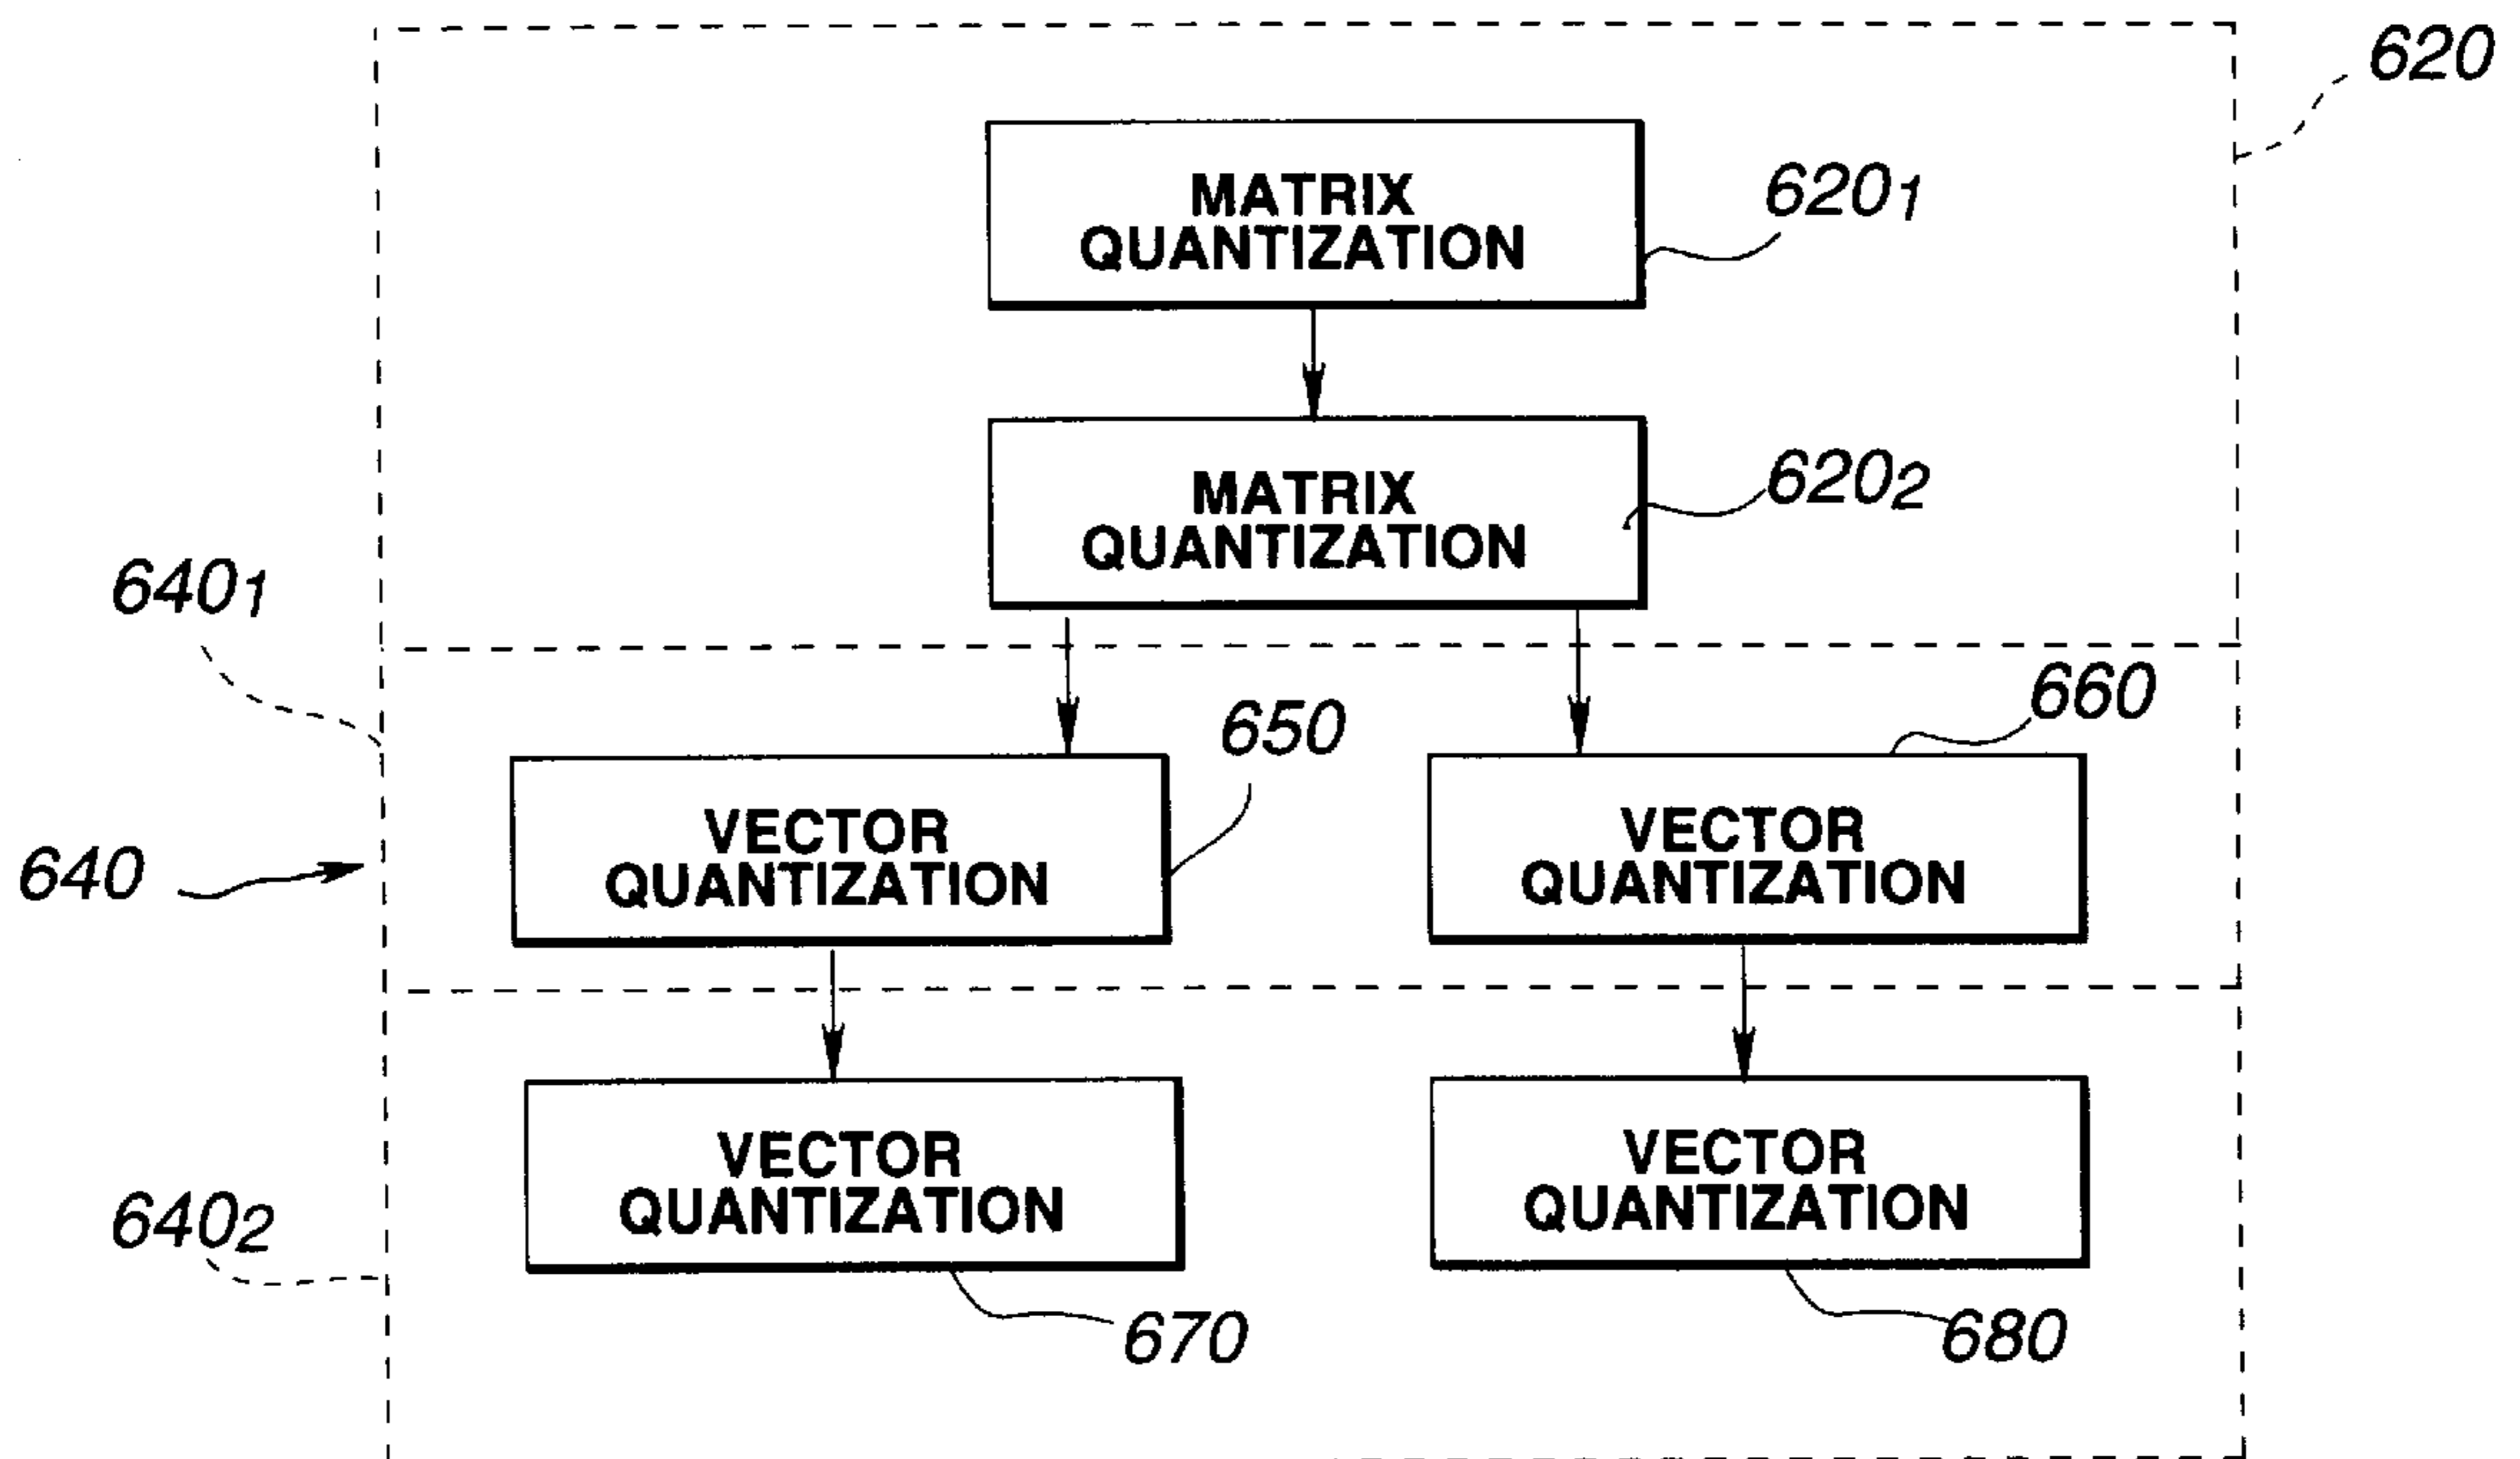 620
MATRIX
QUANTIZATION
620₁
MATRIX
QUANTIZATION
620₂
640₁
660
650
VECTOR
QUANTIZATION
VECTOR
QUANTIZATION
640
VECTOR
QUANTIZATION
VECTOR
QUANTIZATION
640₂
670
680